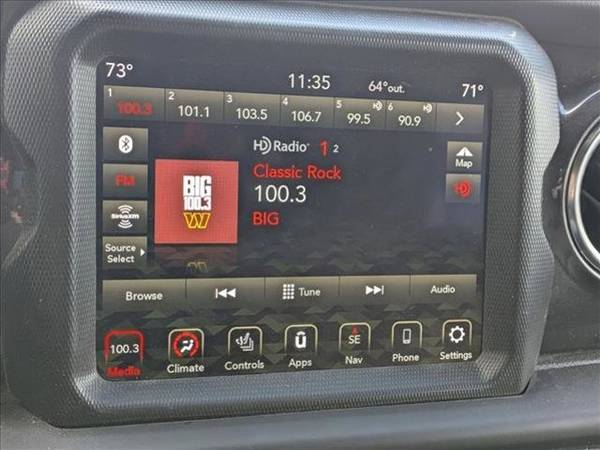 73° 11:35 64° out. 71°
1 100.3 2 101.1 3 103.5 4 106.7 5 99.5 6 90.9
HD Radio 1 2
Map
FM
BIG
100.3
W
Classic Rock
100.3
BIG
SiriusXM
Source
Select
Browse Tune Audio
100.3 SE
Media Climate Controls Apps Nav Phone Settings